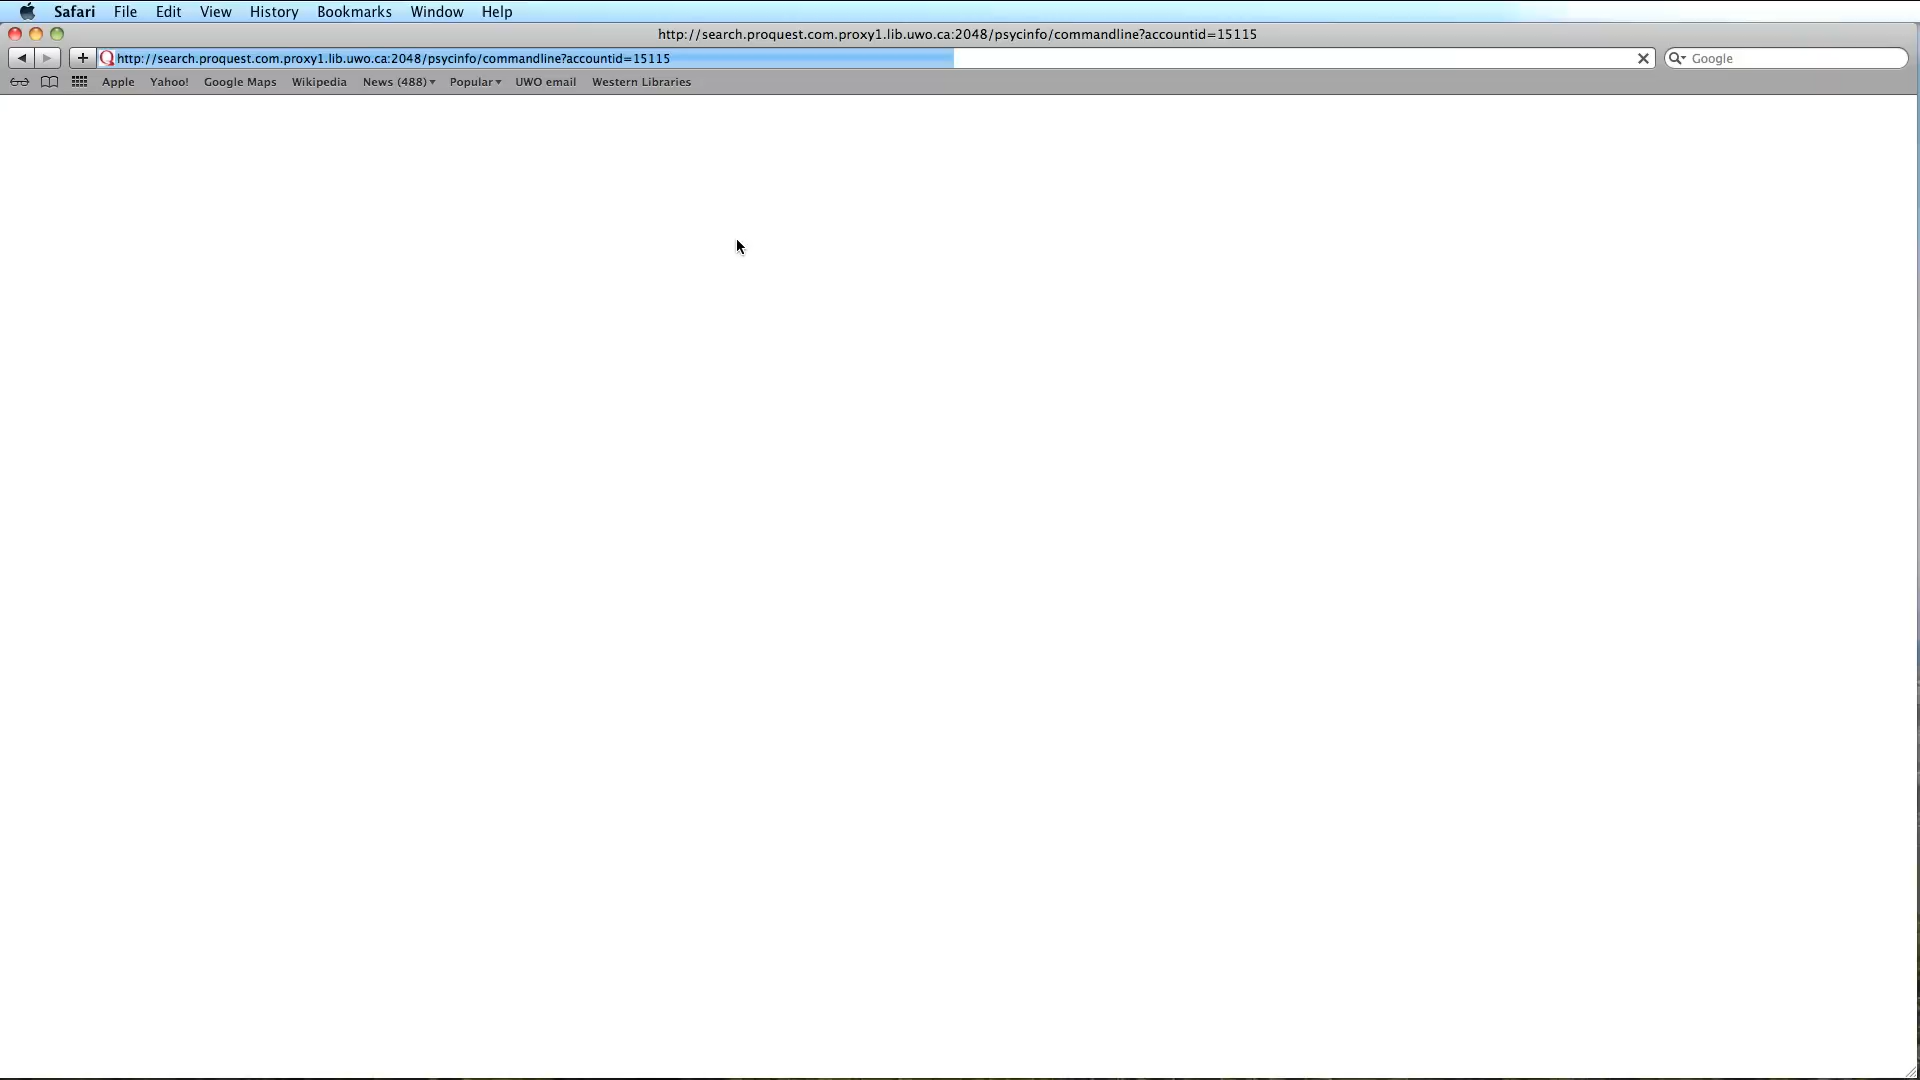 Safari File Edit View History Bookmarks Window Help
http://search.proquest.com.proxy1.lib.uwo.ca:2048/psycinfo/commandline?accountid=15115
http://search.proquest.com.proxy1.lib.uwo.ca:2048/psycinfo/commandline?accountid=15115 Google
Apple Yahoo! Google Maps Wikipedia News (488) Popular UWO email Western Libraries